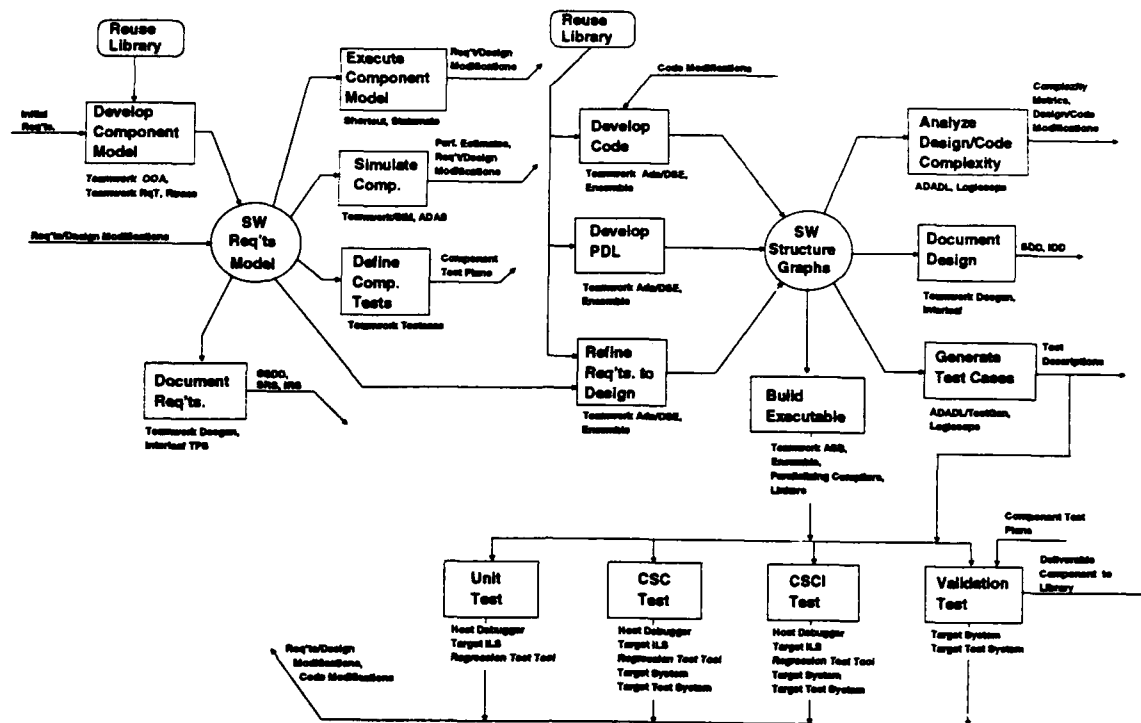 Reuse
Library
Initial
Req'ts.
Develop
Component
Model
Teamwork OOA,
Teamwork RqT,
Execute
Component
Model
Shortcut, Statemate
Req't/Design
Modifications
Simulate
Comp.
Teamwork/SIM, ADAS
Perf. Estimates,
Req't/Design
Modifications
Define
Comp.
Tests
Teamwork Testcase
Component
Test Plans
SW
Req'ts
Model
Req'ts/Design Modifications
Document
Req'ts.
Teamwork Docgen,
Interleaf TPS
SSDD,
SRS, IRS
Reuse
Library
Code Modifications
Develop
Code
Teamwork Ada/DSE,
Ensemble
Develop
PDL
Teamwork Ada/DSE,
Ensemble
Refine
Req'ts. to
Design
Teamwork Ada/DSE,
Ensemble
SW
Structure
Graphs
Analyze
Design/Code
Complexity
ADADL, Logiscope
Complexity
Metrics,
Design/Code
Modifications
Document
Design
Teamwork Docgen,
Interleaf
SDD, IDD
Generate
Test Cases
ADADL/TestGen,
Logiscope
Test
Descriptions
Build
Executable
Teamwork ASB,
Ensemble,
Parallelizing Compilers,
Linkers
Unit
Test
Host Debugger
Target ILS
Regression Test Tool
CSC
Test
Host Debugger
Target ILS
Regression Test Tool
Target System
Target Test System
CSCI
Test
Host Debugger
Target ILS
Regression Test Tool
Target System
Target Test System
Validation
Test
Target System
Target Test System
Component Test
Plans
Deliverable
Component to
Library
Req'ts/Design
Modifications,
Code Modifications